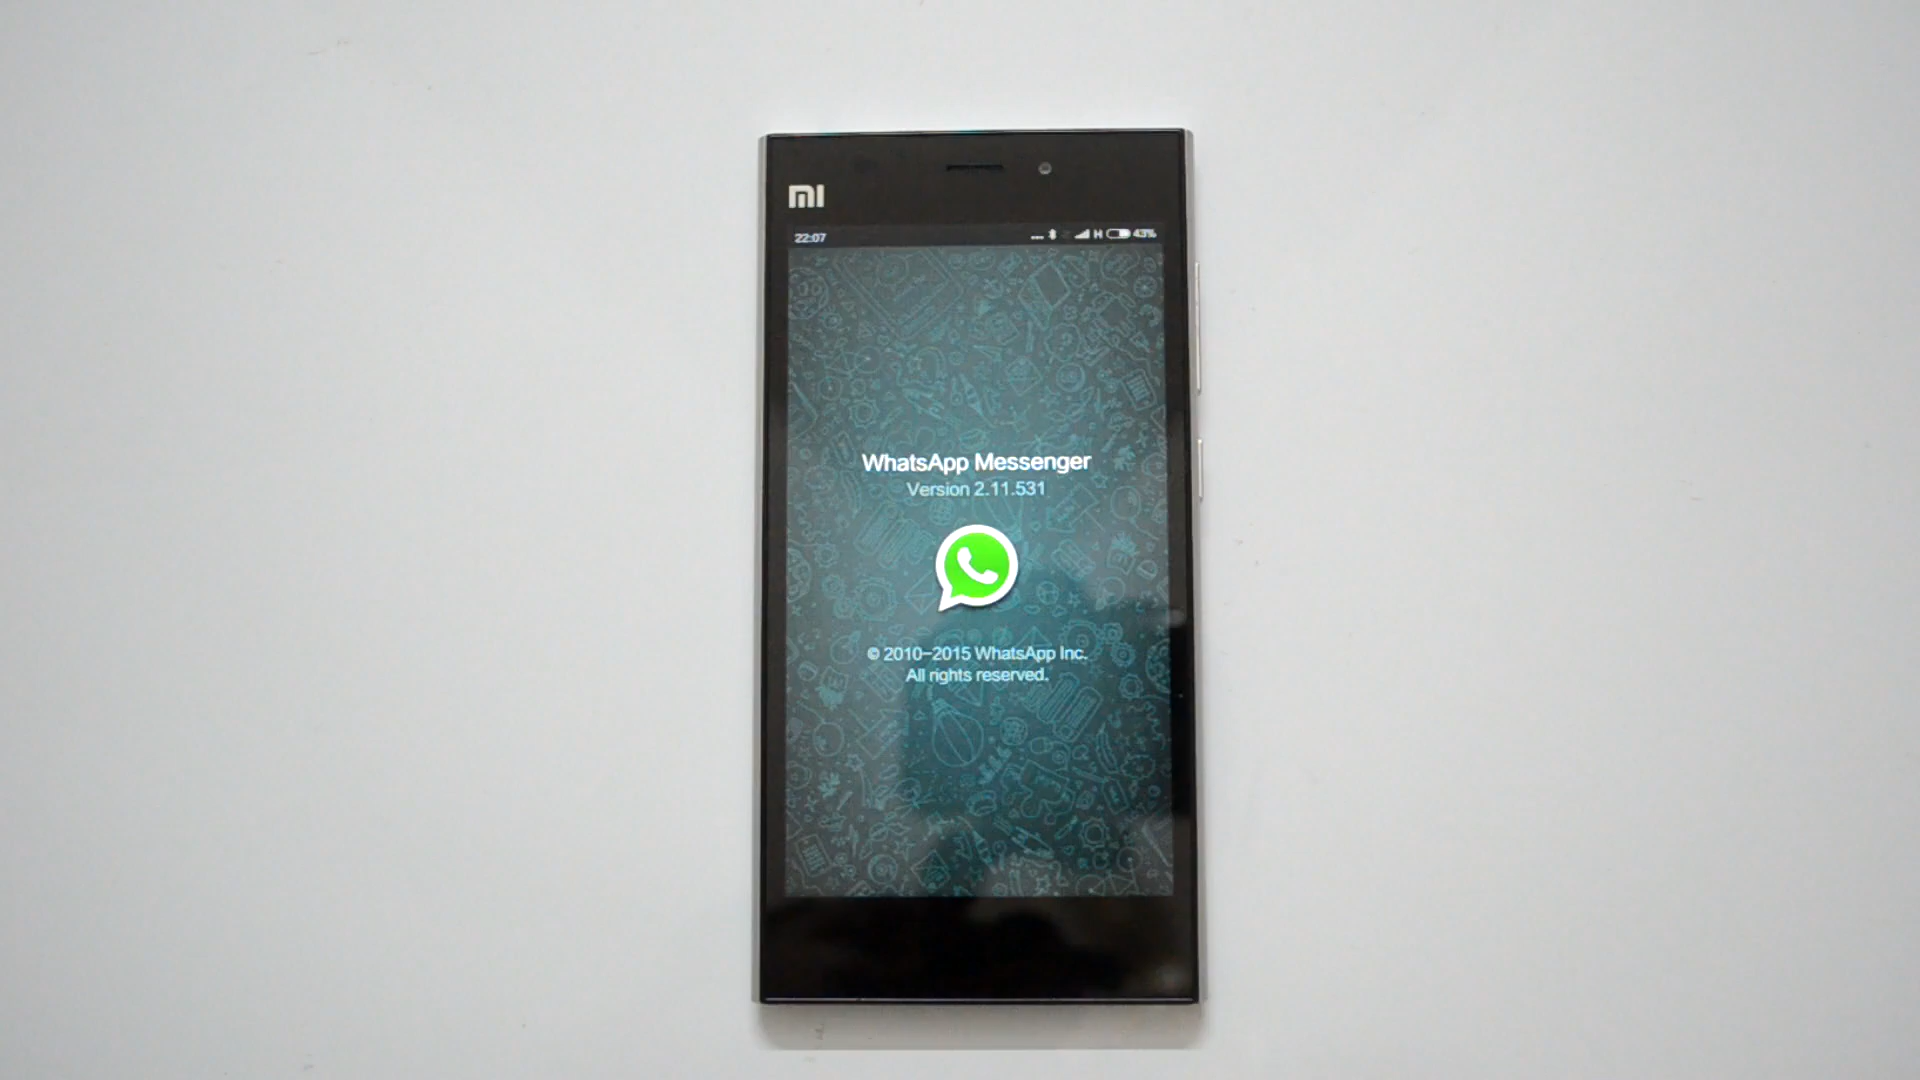 MI
22:07
... H 43%
WhatsApp Messenger
Version 2.11.531
© 2010–2015 WhatsApp Inc.
All rights reserved.